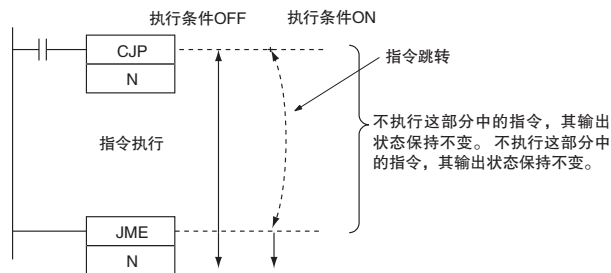 执行条件OFF 执行条件ON
CJP
N
指令跳转
不执行这部分中的指令，其输出
状态保持不变。 不执行这部分中
的指令，其输出状态保持不变。
指令执行
JME
N